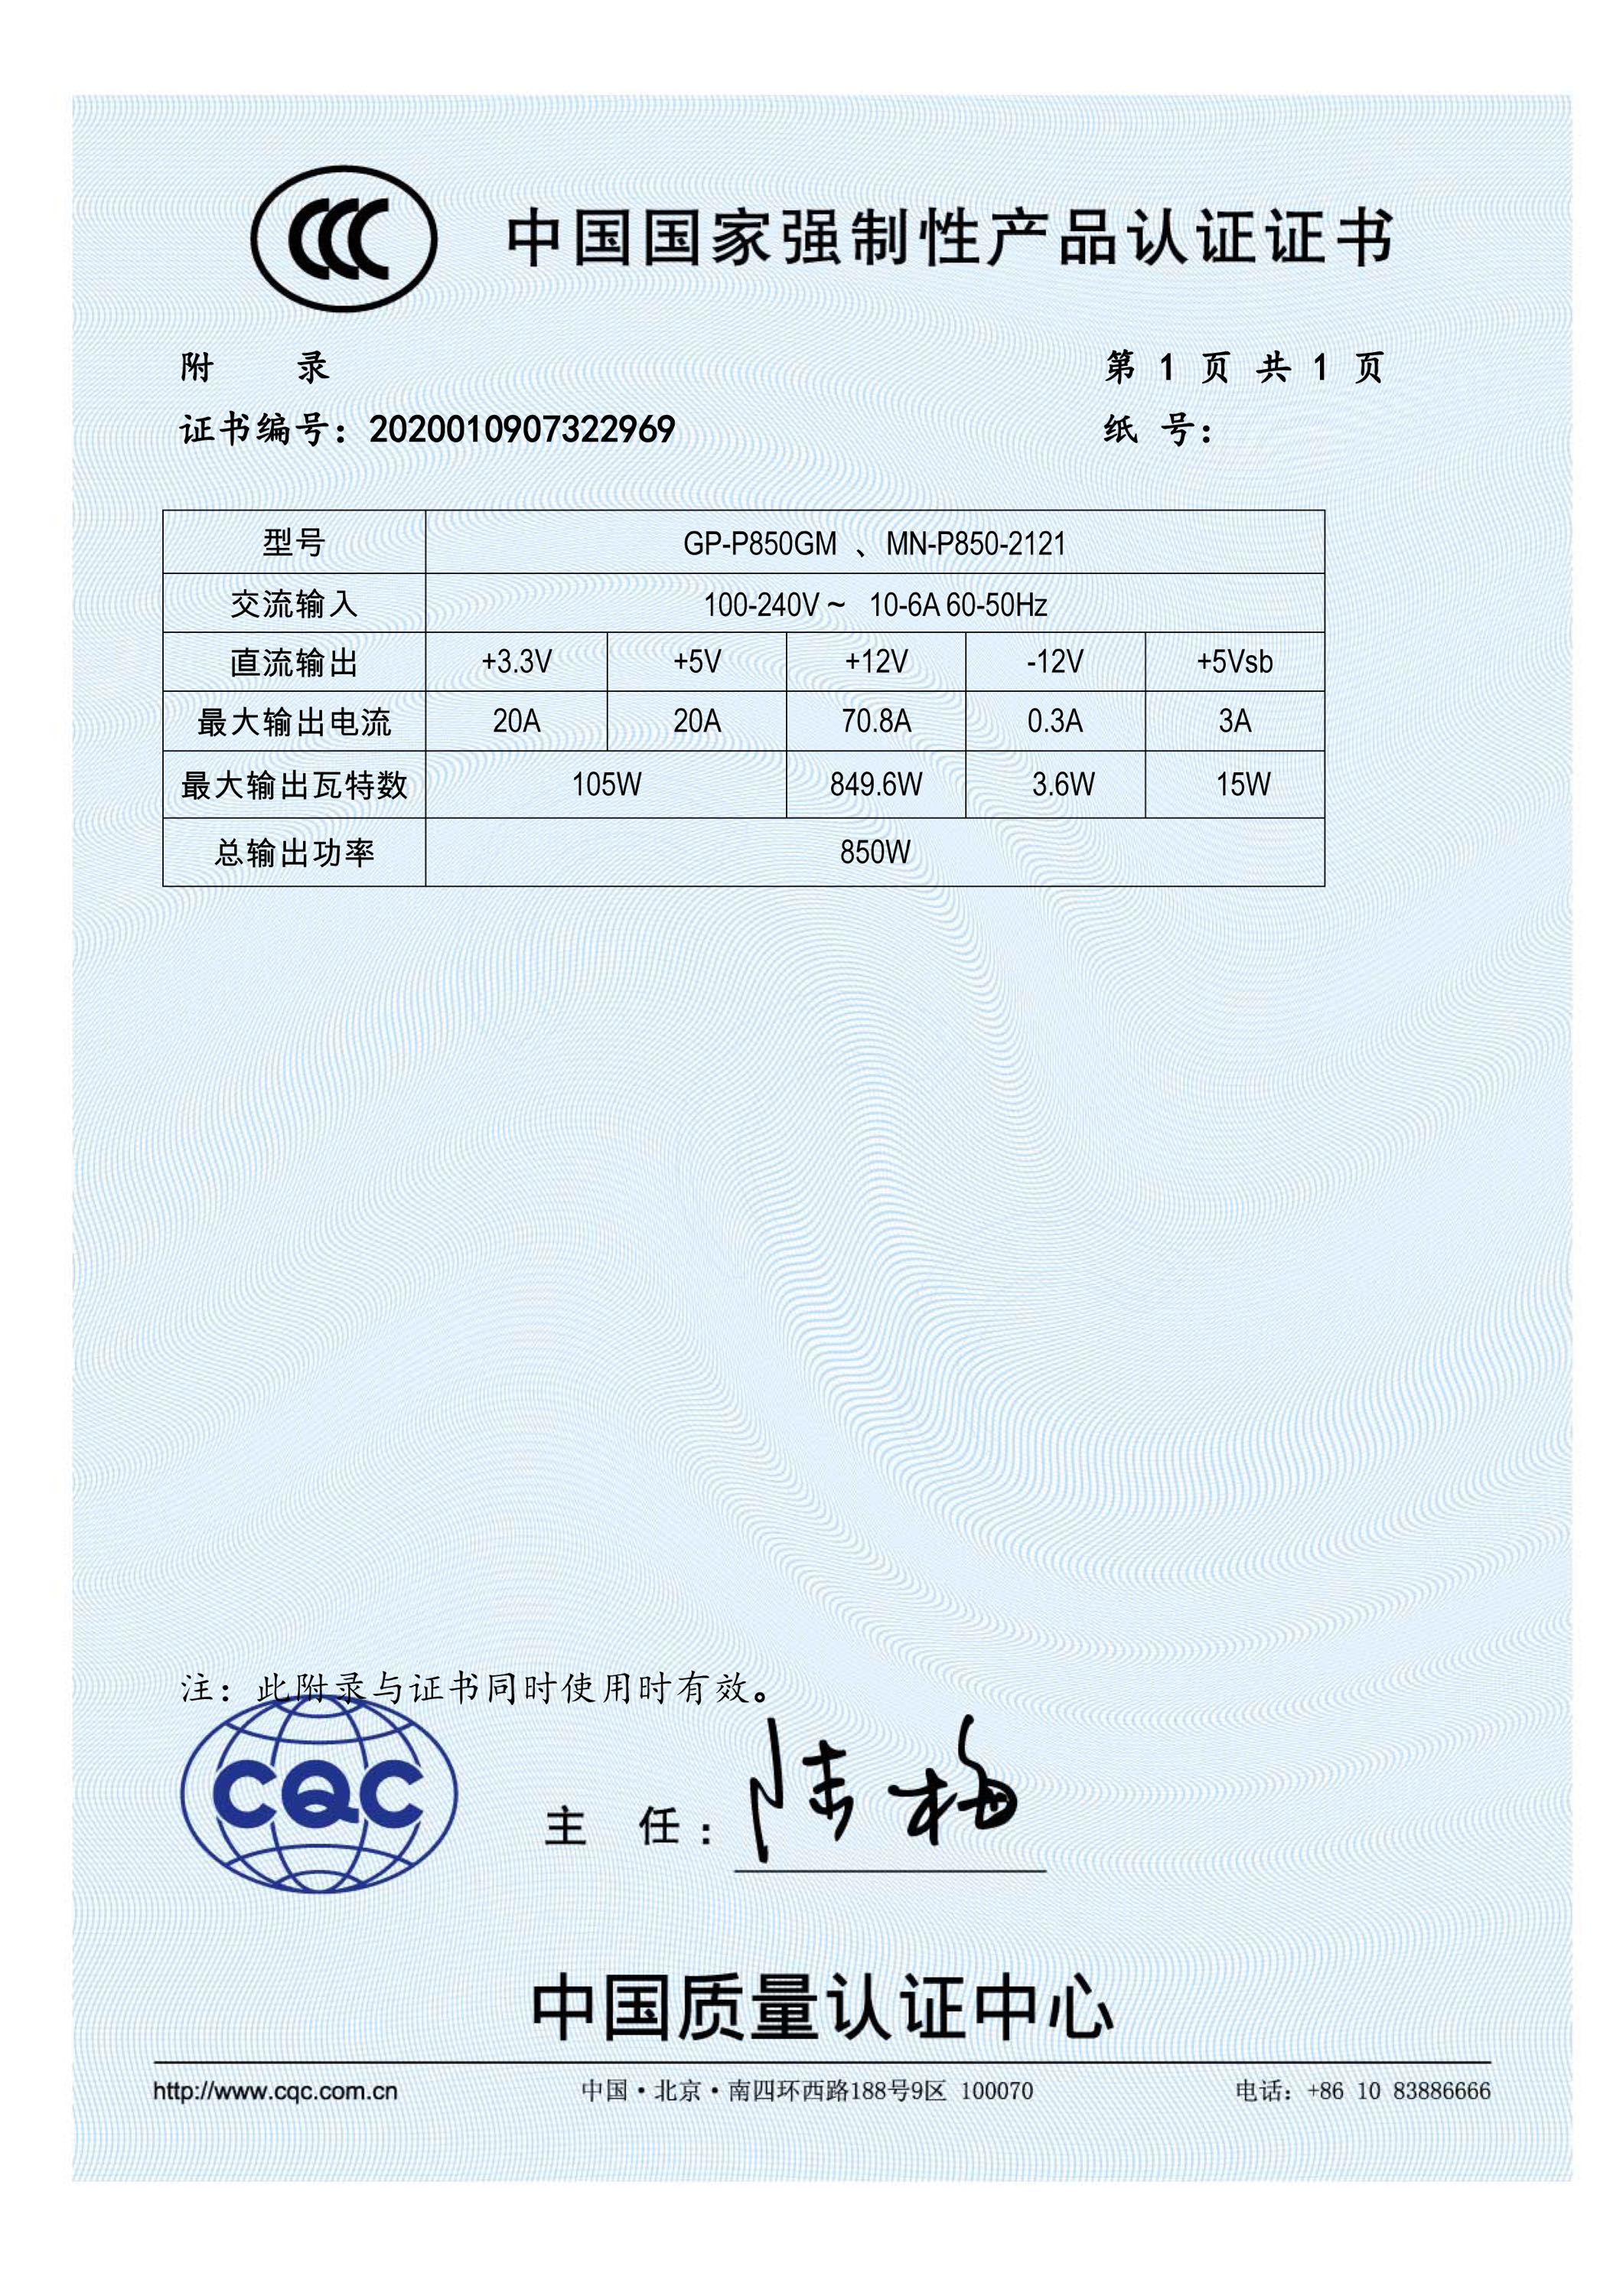 CCC
中国国家强制性产品认证证书
附 录 第 1 页 共 1 页
证书编号：2020010907322969 纸 号：
型号 GP-P850GM 、MN-P850-2121
交流输入 100-240V～ 10-6A 60-50Hz
直流输出 +3.3V +5V +12V -12V +5Vsb
最大输出电流 20A 20A 70.8A 0.3A 3A
最大输出瓦特数 105W 849.6W 3.6W 15W
总输出功率 850W
注：此附录与证书同时使用时有效。
CQC
主 任：陆梅
中国质量认证中心
http://www.cqc.com.cn 中国·北京·南四环西路188号9区 100070 电话：+86 10 83886666